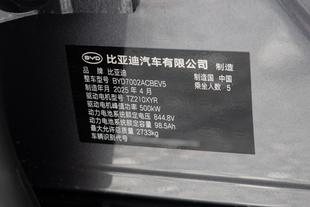 BYD 比亚迪汽车有限公司 制造
品牌 比亚迪 制造国 中国
整车型号 BYD7002ACBEV5 乘坐人数 5
制造年月 2025 年 4 月
驱动电机型号 TZ210XYR
驱动电机峰值功率 500kW
动力电池系统额定电压 844.8V
动力电池系统额定容量 98.5Ah
最大允许总质量 2733kg
车辆识别代号